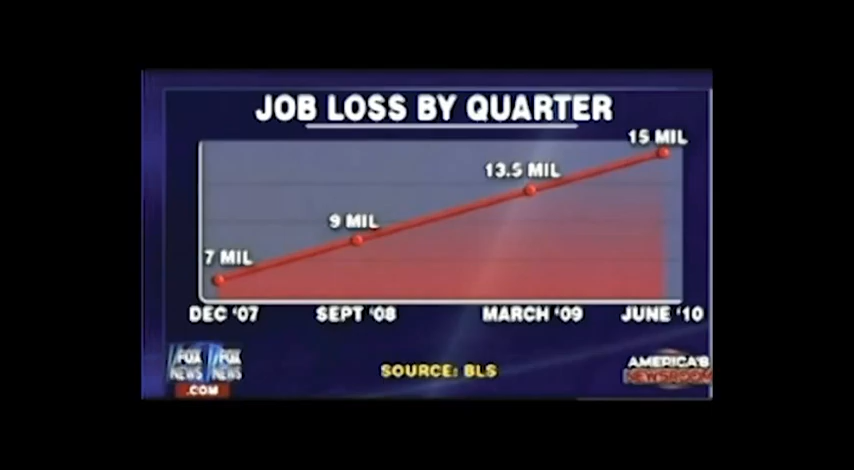 JOB LOSS BY QUARTER
15 MIL
13.5 MIL
9 MIL
7 MIL
DEC '07 SEPT '08 MARCH '09 JUNE '10
FOX NEWS FOX NEWS
.COM
SOURCE: BLS
AMERICA'S
NEWSROOM